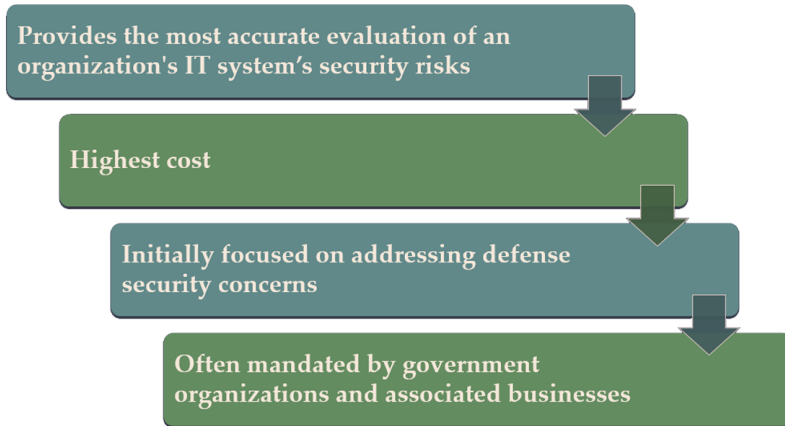 Provides the most accurate evaluation of an
organization's IT system’s security risks
Highest cost
Initially focused on addressing defense
security concerns
Often mandated by government
organizations and associated businesses